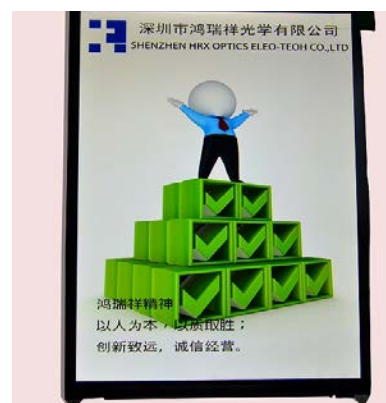 深圳市鸿瑞祥光学有限公司
SHENZHEN HRX OPTICS ELEO-TEOH CO.,LTD
鸿瑞祥精神
以人为本，以质取胜；
创新致远，诚信经营。